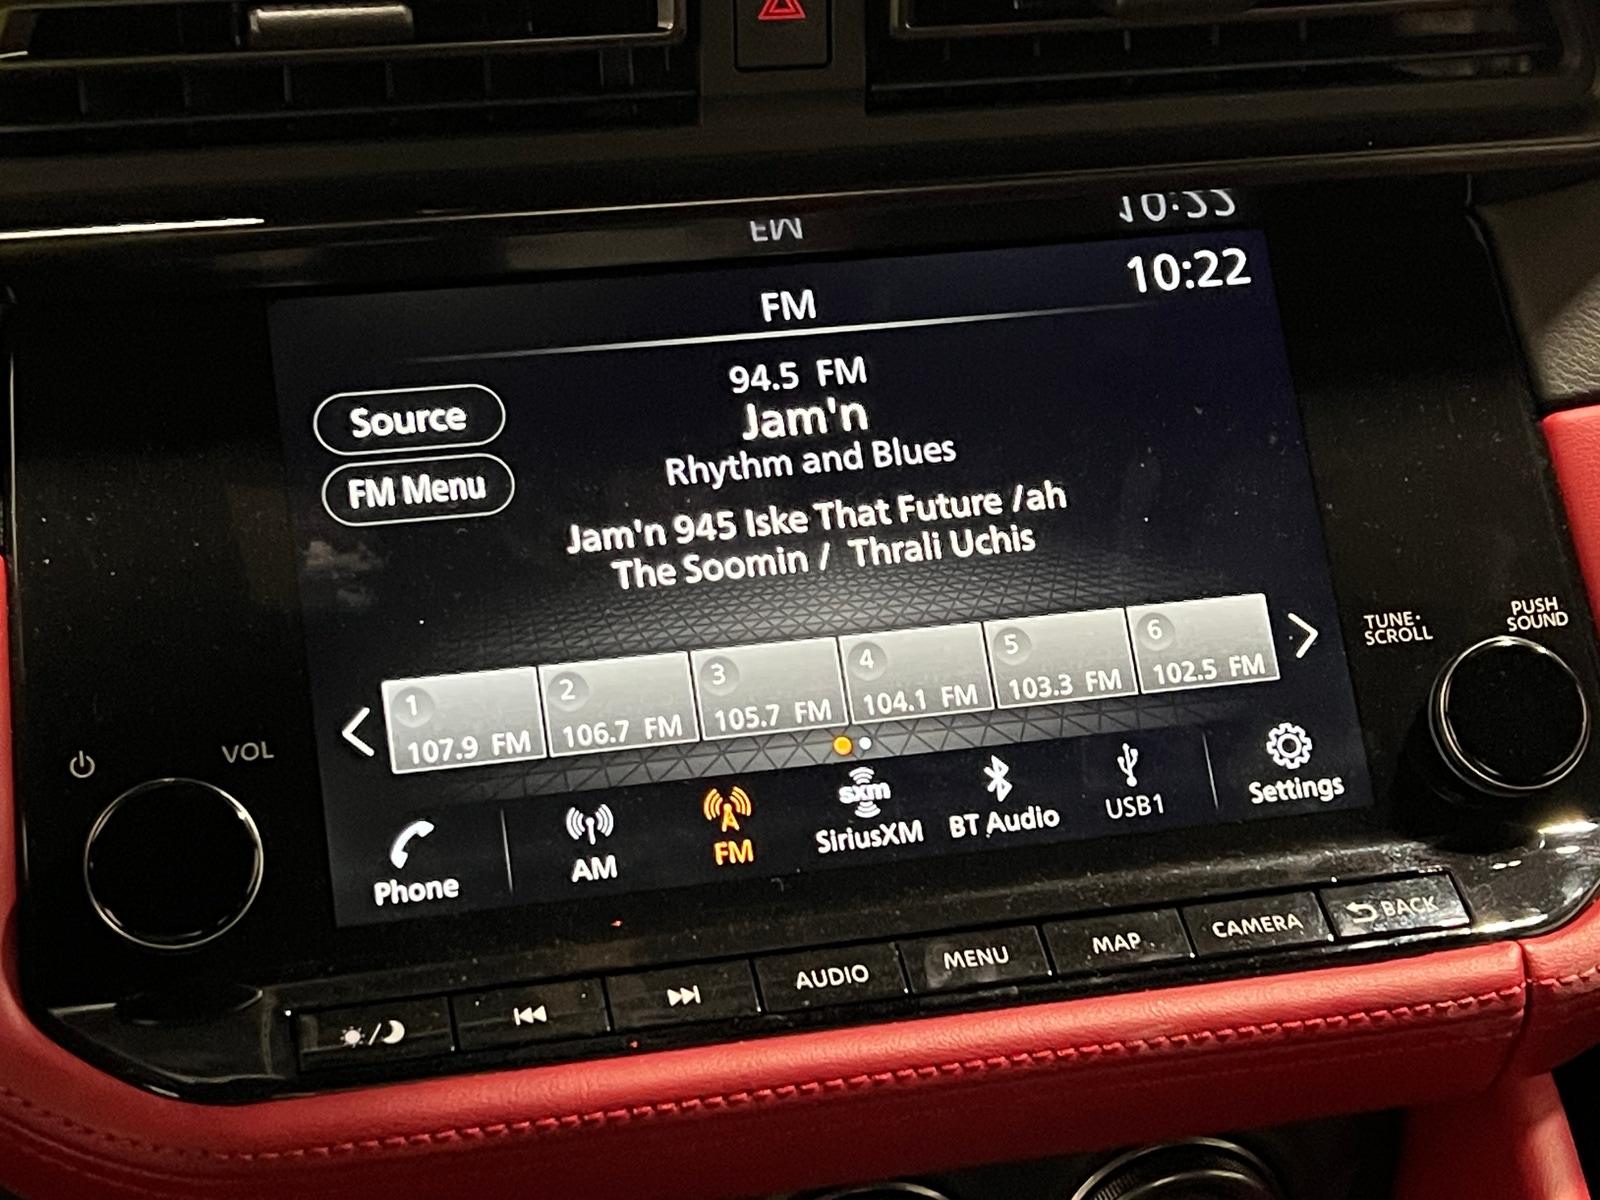 10:22
FM
94.5 FM
Jam'n
Source
Rhythm and Blues
FM Menu
Jam'n 945 Iske That Future /ah
The Soomin / Thrali Uchis
1 107.9 FM
2 106.7 FM
3 105.7 FM
4 104.1 FM
5 103.3 FM
6 102.5 FM
TUNE·
SCROLL
PUSH
SOUND
VOL
Phone
AM
FM
sxm
SiriusXM
BT Audio
USB1
Settings
AUDIO
MENU
MAP
CAMERA
BACK